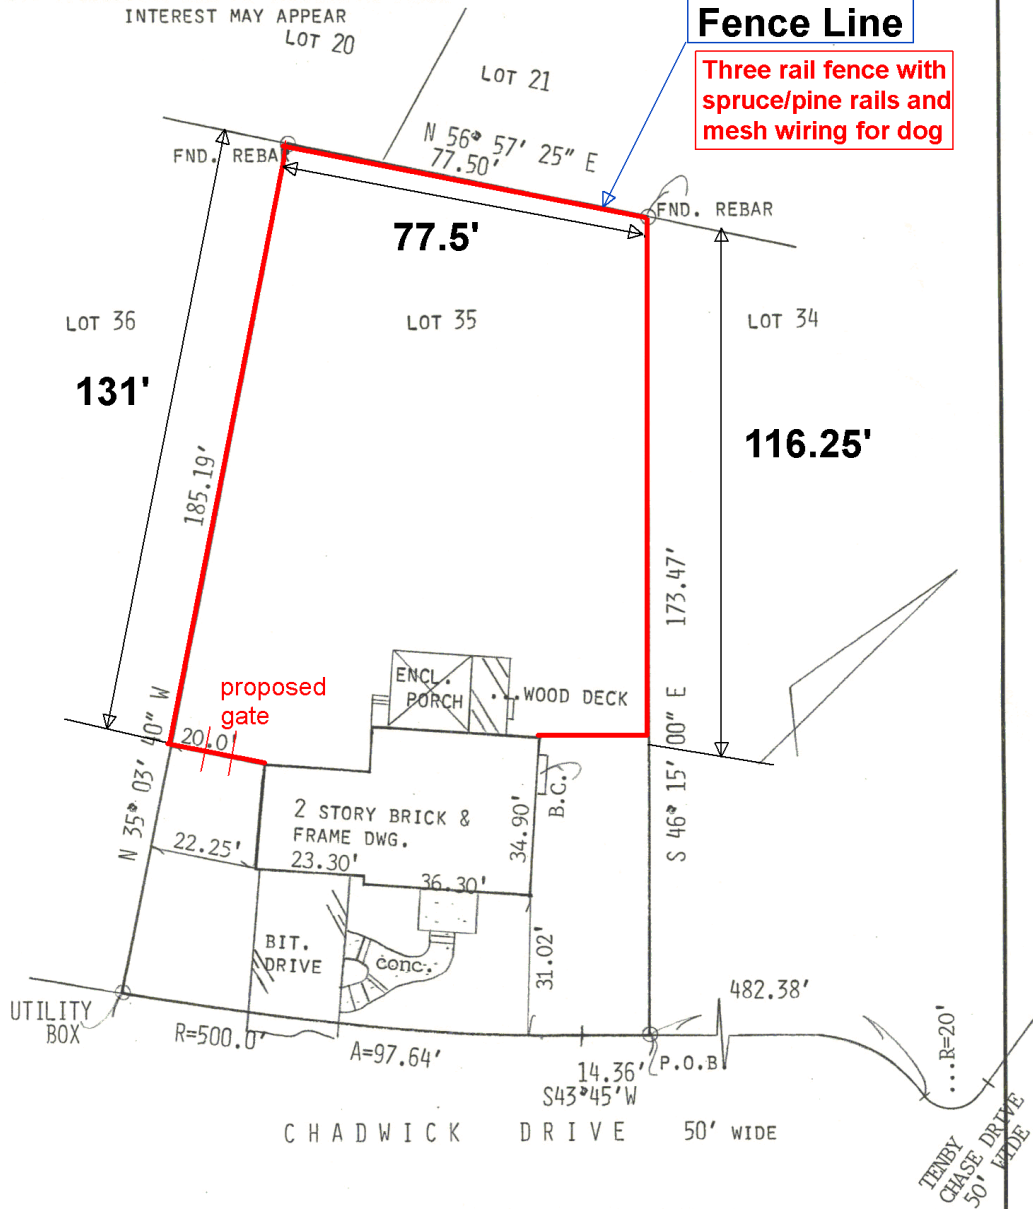 INTEREST MAY APPEAR
LOT 20
Fence Line
LOT 21
Three rail fence with
spruce/pine rails and
mesh wiring for dog
N 56° 57' 25" E
77.50'
FND. REBAR
FND. REBAR
77.5'
LOT 36
LOT 35
LOT 34
131'
116.25'
185.19'
173.47'
ENCL.
PORCH
...WOOD DECK
proposed
gate
20.0'
N 35° 03' 40" W
S 46° 15' 00" E
B.C.
2 STORY BRICK &
FRAME DWG.
34.90'
22.25'
23.30'
36.30'
BIT.
DRIVE
conc.
31.02'
UTILITY
BOX
482.38'
R=500.0'
A=97.64'
14.36'
S43°45'W
P.O.B
...R=20'
CHADWICK DRIVE 50' WIDE
TENBY
CHASE DRIVE
50' WIDE